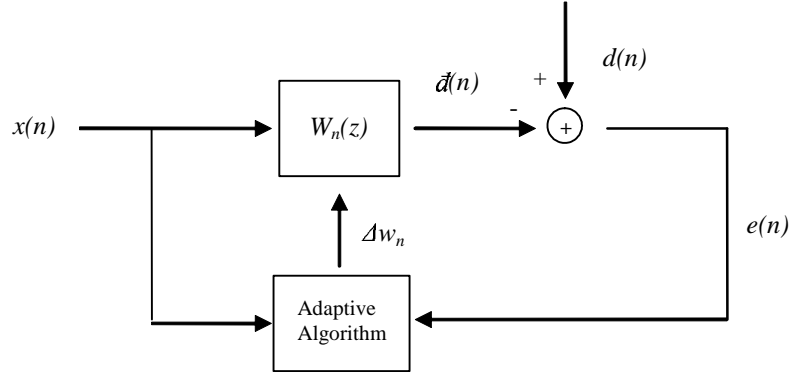 d(n)
+
đ(n)
-
x(n)
Wₙ(z)
+
e(n)
Δwₙ
Adaptive
Algorithm